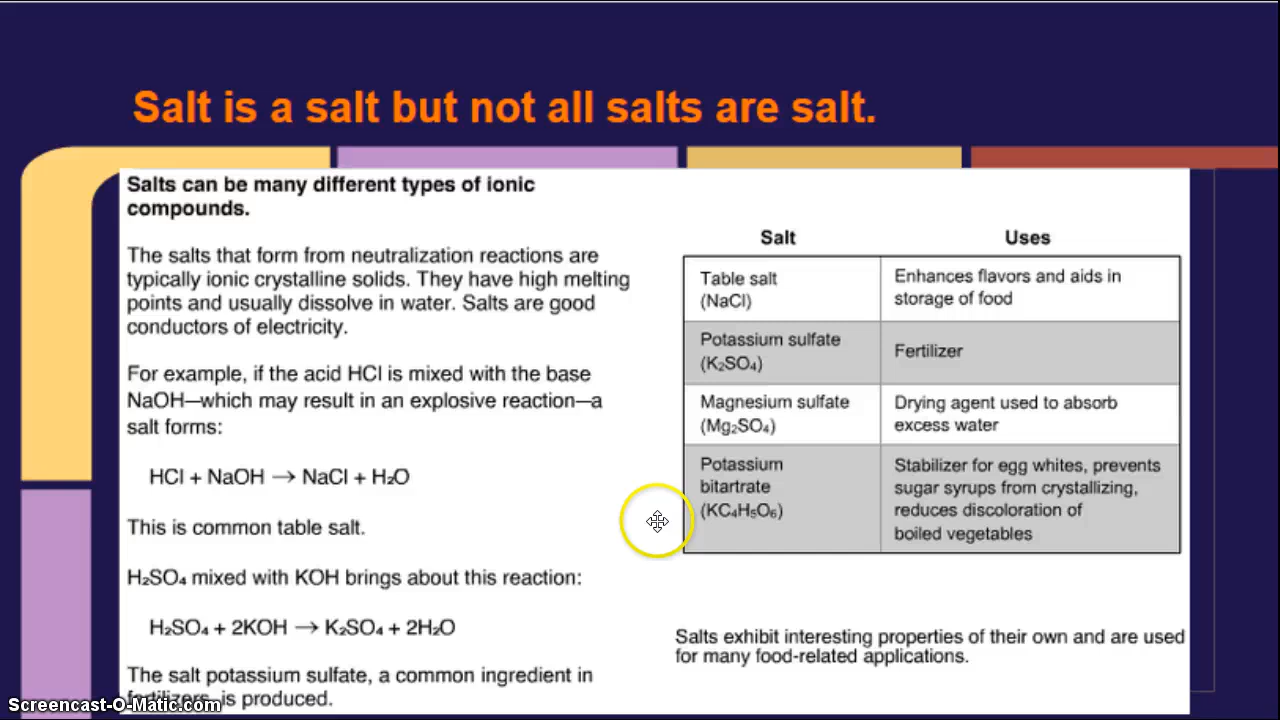 Salt is a salt but not all salts are salt.
Salts can be many different types of ionic
compounds.
The salts that form from neutralization reactions are
typically ionic crystalline solids. They have high melting
points and usually dissolve in water. Salts are good
conductors of electricity.
For example, if the acid HCl is mixed with the base
NaOH—which may result in an explosive reaction—a
salt forms:
HCl + NaOH → NaCl + H₂O
This is common table salt.
H₂SO₄ mixed with KOH brings about this reaction:
H₂SO₄ + 2KOH → K₂SO₄ + 2H₂O
The salt potassium sulfate, a common ingredient in
fertilizers, is produced.
Salt Uses
Table salt
(NaCl)
Enhances flavors and aids in
storage of food
Potassium sulfate
(K₂SO₄)
Fertilizer
Magnesium sulfate
(Mg₂SO₄)
Drying agent used to absorb
excess water
Potassium
bitartrate
(KC₄H₅O₆)
Stabilizer for egg whites, prevents
sugar syrups from crystallizing,
reduces discoloration of
boiled vegetables
Salts exhibit interesting properties of their own and are used
for many food-related applications.
Screencast-O-Matic.com